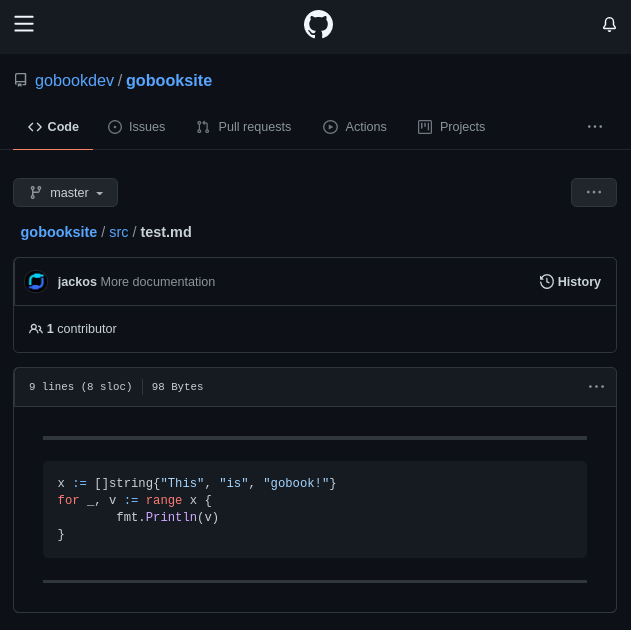 gobookdev / gobooksite
Code Issues Pull requests Actions Projects ...
master ...
gobooksite / src / test.md
jackos More documentation History
1 contributor
9 lines (8 sloc) 98 Bytes ...
x := []string{"This", "is", "gobook!"}
for _, v := range x {
        fmt.Println(v)
}